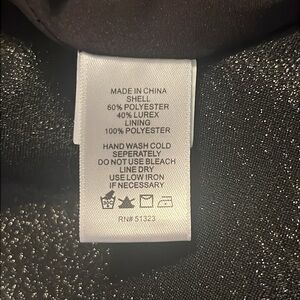 MADE IN CHINA
SHELL
60% POLYESTER
40% LUREX
LINING
100% POLYESTER
HAND WASH COLD
SEPERATELY
DO NOT USE BLEACH
LINE DRY
USE LOW IRON
IF NECESSARY
RN# 51323